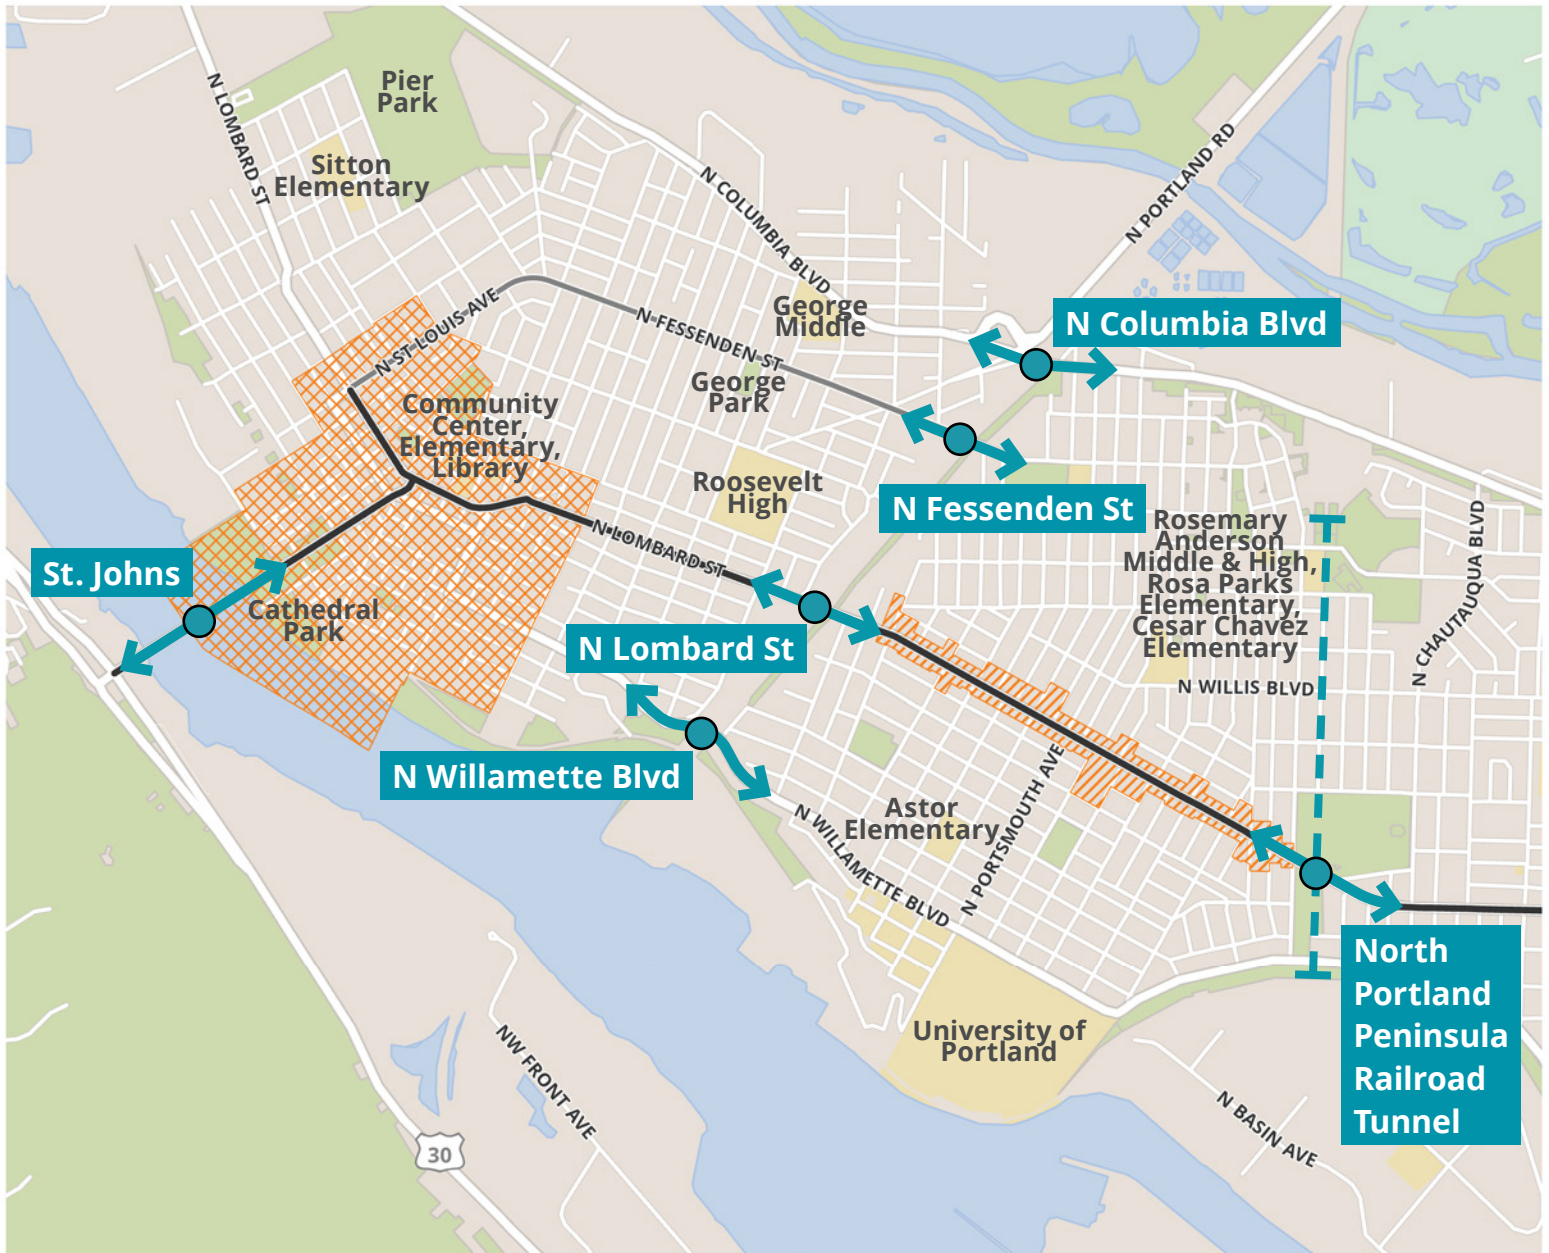 Pier
Park
N LOMBARD ST
Sitton
Elementary
N COLUMBIA BLVD
N PORTLAND RD
George
Middle
N Columbia Blvd
N ST LOUIS AVE
N FESSENDEN ST
George
Park
Community
Center,
Elementary,
Library
Roosevelt
High
N Fessenden St
Rosemary
Anderson
Middle & High,
Rosa Parks
Elementary,
Cesar Chavez
Elementary
N CHAUTAUQUA BLVD
N LOMBARD ST
St. Johns
Cathedral
Park
N Lombard St
N WILLIS BLVD
N Willamette Blvd
N PORTSMOUTH AVE
Astor
Elementary
N WILLAMETTE BLVD
North
Portland
Peninsula
Railroad
Tunnel
University of
Portland
NW FRONT AVE
N BASIN AVE
30